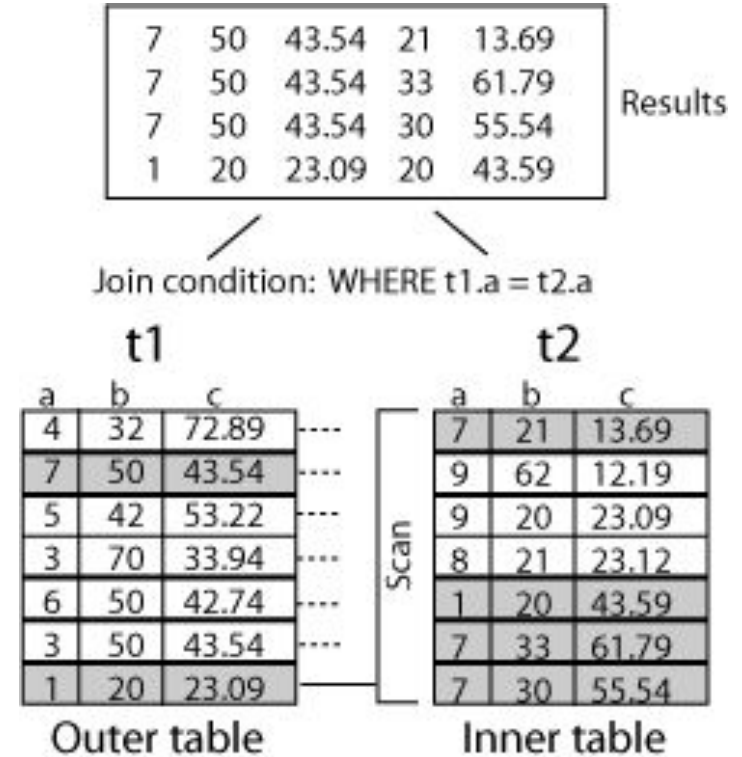 7 50 43.54 21 13.69
7 50 43.54 33 61.79
7 50 43.54 30 55.54
1 20 23.09 20 43.59
Results
Join condition: WHERE t1.a = t2.a
t1
a b c
4 32 72.89
7 50 43.54
5 42 53.22
3 70 33.94
6 50 42.74
3 50 43.54
1 20 23.09
Outer table
Scan
t2
a b c
7 21 13.69
9 62 12.19
9 20 23.09
8 21 23.12
1 20 43.59
7 33 61.79
7 30 55.54
Inner table